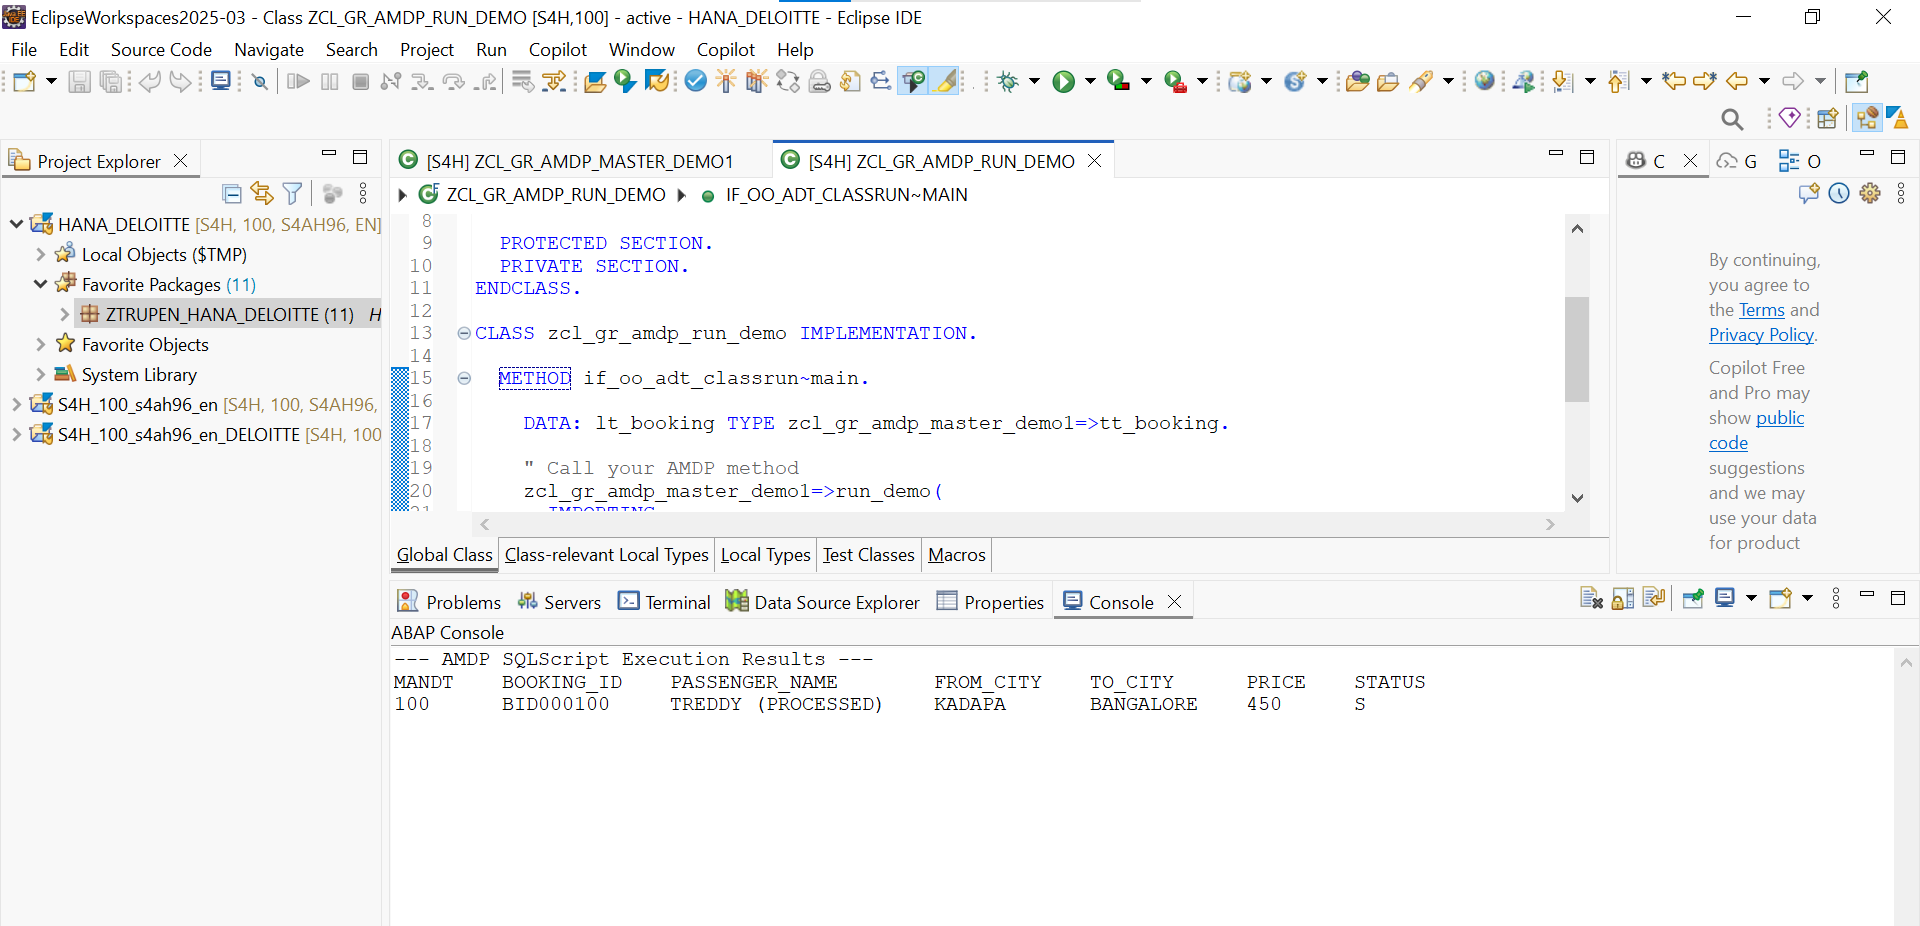 EclipseWorkspaces2025-03 - Class ZCL_GR_AMDP_RUN_DEMO [S4H,100] - active - HANA_DELOITTE - Eclipse IDE
File Edit Source Code Navigate Search Project Run Copilot Window Copilot Help
Project Explorer
HANA_DELOITTE [S4H, 100, S4AH96, EN]
Local Objects ($TMP)
Favorite Packages (11)
ZTRUPEN_HANA_DELOITTE (11) H
Favorite Objects
System Library
S4H_100_s4ah96_en [S4H, 100, S4AH96,
S4H_100_s4ah96_en_DELOITTE [S4H, 100
[S4H] ZCL_GR_AMDP_MASTER_DEMO1 [S4H] ZCL_GR_AMDP_RUN_DEMO
ZCL_GR_AMDP_RUN_DEMO IF_OO_ADT_CLASSRUN~MAIN
8
9 PROTECTED SECTION.
10 PRIVATE SECTION.
11 ENDCLASS.
12
13 CLASS zcl_gr_amdp_run_demo IMPLEMENTATION.
14
15 METHOD if_oo_adt_classrun~main.
16
17 DATA: lt_booking TYPE zcl_gr_amdp_master_demo1=>tt_booking.
18
19 " Call your AMDP method
20 zcl_gr_amdp_master_demo1=>run_demo(
21 IMPORTING
Global Class Class-relevant Local Types Local Types Test Classes Macros
C G O
By continuing,
you agree to
the Terms and
Privacy Policy.
Copilot Free
and Pro may
show public
code
suggestions
and we may
use your data
for product
Problems Servers Terminal Data Source Explorer Properties Console
ABAP Console
--- AMDP SQLScript Execution Results ---
MANDT BOOKING_ID PASSENGER_NAME FROM_CITY TO_CITY PRICE STATUS
100 BID000100 TREDDY (PROCESSED) KADAPA BANGALORE 450 S